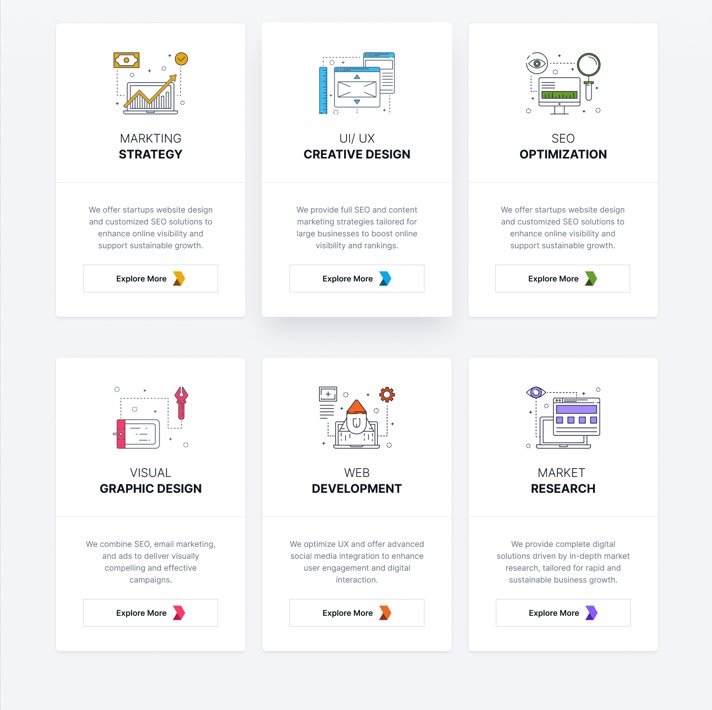 MARKTING
STRATEGY
We offer startups website design
and customized SEO solutions to
enhance online visibility and
support sustainable growth.
Explore More
UI/ UX
CREATIVE DESIGN
We provide full SEO and content
marketing strategies tailored for
large businesses to boost online
visibility and rankings.
Explore More
SEO
OPTIMIZATION
We offer startups website design
and customized SEO solutions to
enhance online visibility and
support sustainable growth.
Explore More
VISUAL
GRAPHIC DESIGN
We combine SEO, email marketing,
and ads to deliver visually
compelling and effective
campaigns.
Explore More
WEB
DEVELOPMENT
We optimize UX and offer advanced
social media integration to enhance
user engagement and digital
interaction.
Explore More
MARKET
RESEARCH
We provide complete digital
solutions driven by in-depth market
research, tailored for rapid and
sustainable business growth.
Explore More